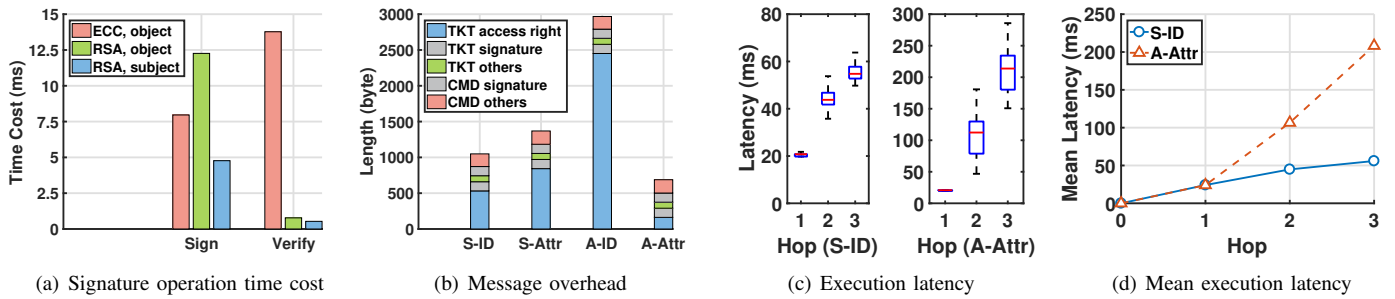 15
12.5
7.5
5
2.5
0
Time Cost (ms)
ECC, object
RSA, object
RSA, subject
Sign
Verify
(a) Signature operation time cost
3000
2500
2000
1500
1000
500
0
Length (byte)
TKT access right
TKT signature
TKT others
CMD signature
CMD others
S-ID
S-Attr
A-ID
A-Attr
(b) Message overhead
80
60
40
20
0
Latency (ms)
1 2 3
Hop (S-ID)
300
250
200
150
100
50
0
1 2 3
Hop (A-Attr)
(c) Execution latency
250
200
150
100
50
0
Mean Latency (ms)
S-ID
A-Attr
0 1 2 3
Hop
(d) Mean execution latency